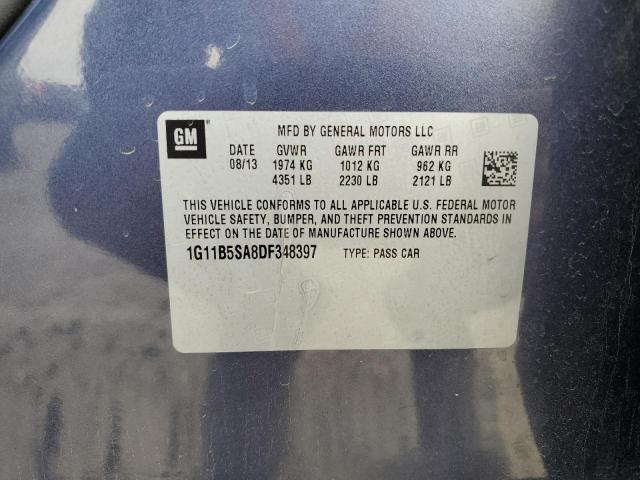 GM ® MFD BY GENERAL MOTORS LLC
DATE GVWR GAWR FRT GAWR RR
08/13 1974 KG 1012 KG 962 KG
4351 LB 2230 LB 2121 LB
THIS VEHICLE CONFORMS TO ALL APPLICABLE U.S. FEDERAL MOTOR
VEHICLE SAFETY, BUMPER, AND THEFT PREVENTION STANDARDS
IN EFFECT ON THE DATE OF MANUFACTURE SHOWN ABOVE.
1G11B5SA8DF348397 TYPE: PASS CAR